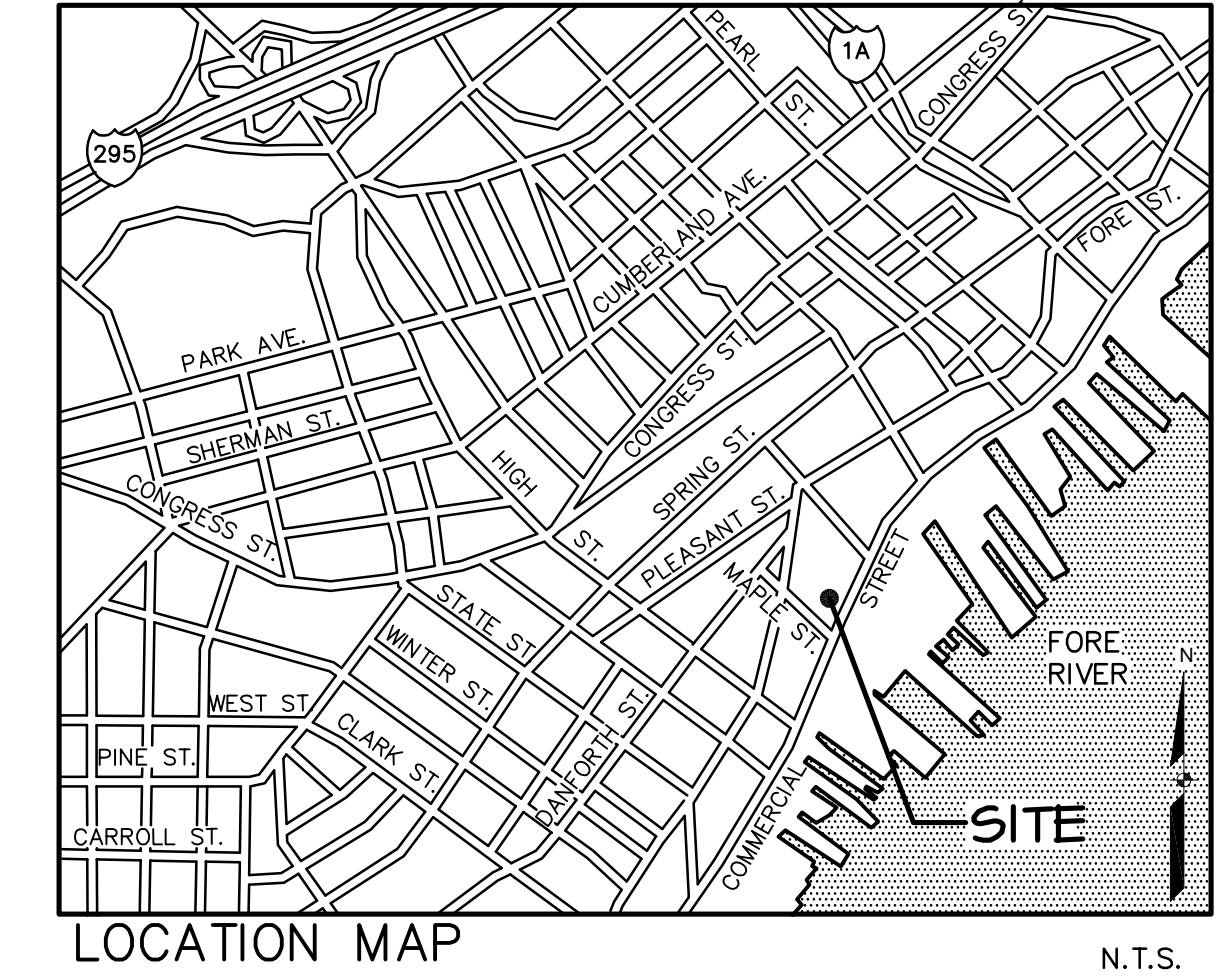 PEARL
ST.
1A
CONGRESS ST.
295
CUMBERLAND AVE.
FORE ST.
PARK AVE.
SHERMAN ST.
CONGRESS ST.
CONGRESS ST.
HIGH
ST.
SPRING ST.
PLEASANT ST.
MAPLE ST.
STREET
STATE ST.
WINTER ST.
WEST ST.
CLARK ST.
DANFORTH ST.
PINE ST.
CARROLL ST.
COMMERCIAL
FORE
RIVER
N
SITE
LOCATION MAP
N.T.S.